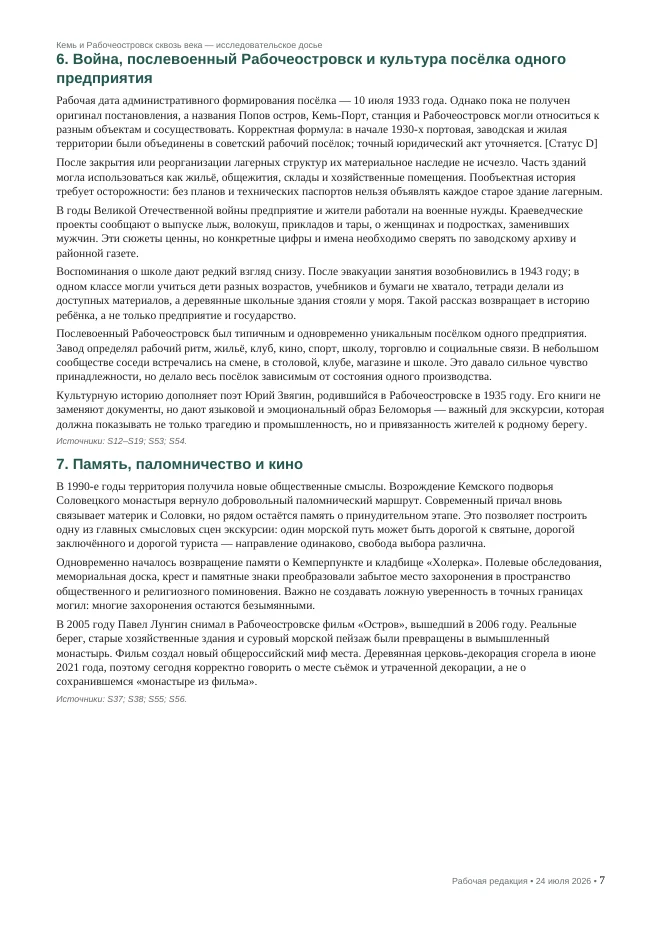 Кемь и Рабочеостровск сквозь века — исследовательское досье
6. Война, послевоенный Рабочеостровск и культура посёлка одного
предприятия
Рабочая дата административного формирования посёлка — 10 июля 1933 года. Однако пока не получен
оригинал постановления, а названия Попов остров, Кемь-Порт, станция и Рабочеостровск могли относиться к
разным объектам и сосуществовать. Корректная формула: в начале 1930-х портовая, заводская и жилая
территории были объединены в советский рабочий посёлок; точный юридический акт уточняется. [Статус D]
После закрытия или реорганизации лагерных структур их материальное наследие не исчезло. Часть зданий
могла использоваться как жильё, общежития, склады и хозяйственные помещения. Пообъектная история
требует осторожности: без планов и технических паспортов нельзя объявлять каждое старое здание лагерным.
В годы Великой Отечественной войны предприятие и жители работали на военные нужды. Краеведческие
проекты сообщают о выпуске лыж, волокуш, прикладов и тары, о женщинах и подростках, заменивших
мужчин. Эти сюжеты ценны, но конкретные цифры и имена необходимо сверять по заводскому архиву и
районной газете.
Воспоминания о школе дают редкий взгляд снизу. После эвакуации занятия возобновились в 1943 году; в
одном классе могли учиться дети разных возрастов, учебников и бумаги не хватало, тетради делали из
доступных материалов, а деревянные школьные здания стояли у моря. Такой рассказ возвращает в историю
ребёнка, а не только предприятие и государство.
Послевоенный Рабочеостровск был типичным и одновременно уникальным посёлком одного предприятия.
Завод определял рабочий ритм, жильё, клуб, кино, спорт, школу, торговлю и социальные связи. В небольшом
сообществе соседи встречались на смене, в столовой, клубе, магазине и школе. Это давало сильное чувство
принадлежности, но делало весь посёлок зависимым от состояния одного производства.
Культурную историю дополняет поэт Юрий Звягин, родившийся в Рабочеостровске в 1935 году. Его книги не
заменяют документы, но дают языковой и эмоциональный образ Беломорья — важный для экскурсии, которая
должна показывать не только трагедию и промышленность, но и привязанность жителей к родному берегу.
Источники: S12–S19; S53; S54.
7. Память, паломничество и кино
В 1990-е годы территория получила новые общественные смыслы. Возрождение Кемского подворья
Соловецкого монастыря вернуло добровольный паломнический маршрут. Современный причал вновь
связывает материк и Соловки, но рядом остаётся память о принудительном этапе. Это позволяет построить
одну из главных смысловых сцен экскурсии: один морской путь может быть дорогой к святыне, дорогой
заключённого и дорогой туриста — направление одинаково, свобода выбора различна.
Одновременно началось возвращение памяти о Кемперпункте и кладбище «Холерка». Полевые обследования,
мемориальная доска, крест и памятные знаки преобразовали забытое место захоронения в пространство
общественного и религиозного поминовения. Важно не создавать ложную уверенность в точных границах
могил: многие захоронения остаются безымянными.
В 2005 году Павел Лунгин снимал в Рабочеостровске фильм «Остров», вышедший в 2006 году. Реальные
берег, старые хозяйственные здания и суровый морской пейзаж были превращены в вымышленный
монастырь. Фильм создал новый общероссийский миф места. Деревянная церковь-декорация сгорела в июне
2021 года, поэтому сегодня корректно говорить о месте съёмок и утраченной декорации, а не о
сохранившемся «монастыре из фильма».
Источники: S37; S38; S55; S56.
Рабочая редакция • 24 июля 2026 • 7